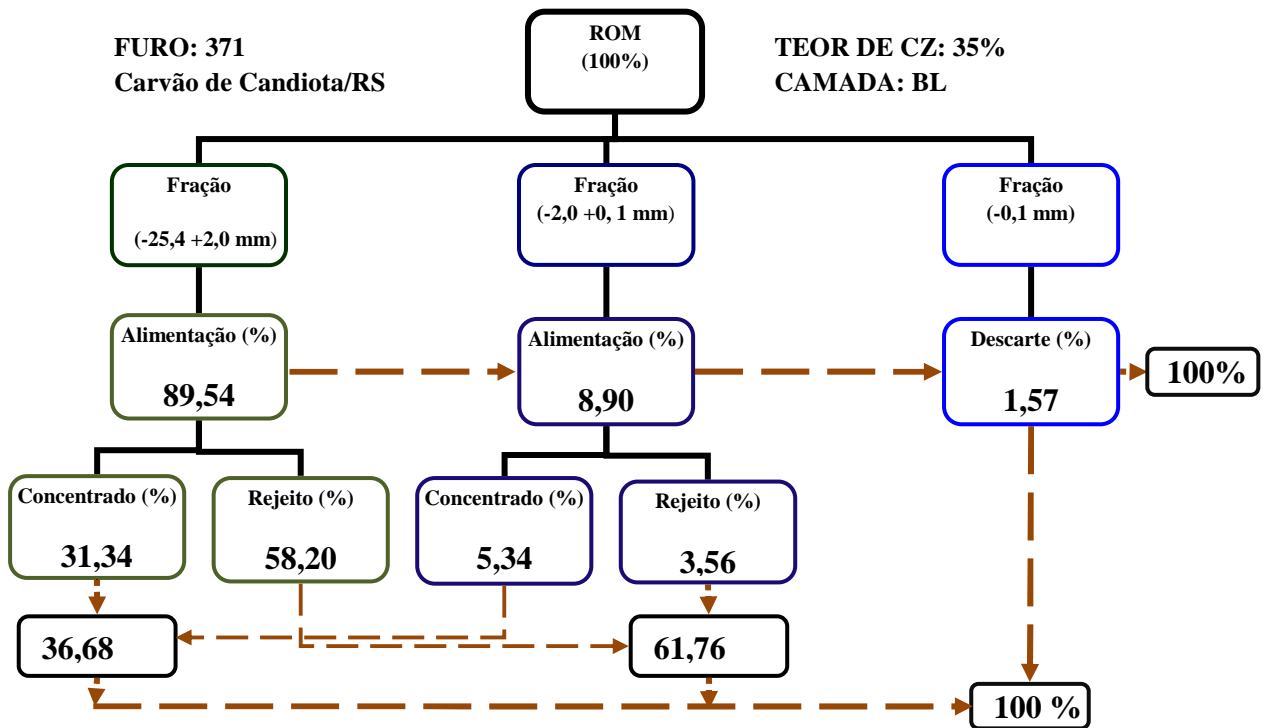 FURO: 371
Carvão de Candiota/RS
ROM
(100%)
TEOR DE CZ: 35%
CAMADA: BL
Fração
(-25,4 +2,0 mm)
Fração
(-2,0 +0, 1 mm)
Fração
(-0,1 mm)
Alimentação (%)
89,54
Alimentação (%)
8,90
Descarte (%)
1,57
100%
Concentrado (%)
31,34
Rejeito (%)
58,20
Concentrado (%)
5,34
Rejeito (%)
3,56
36,68
61,76
100 %